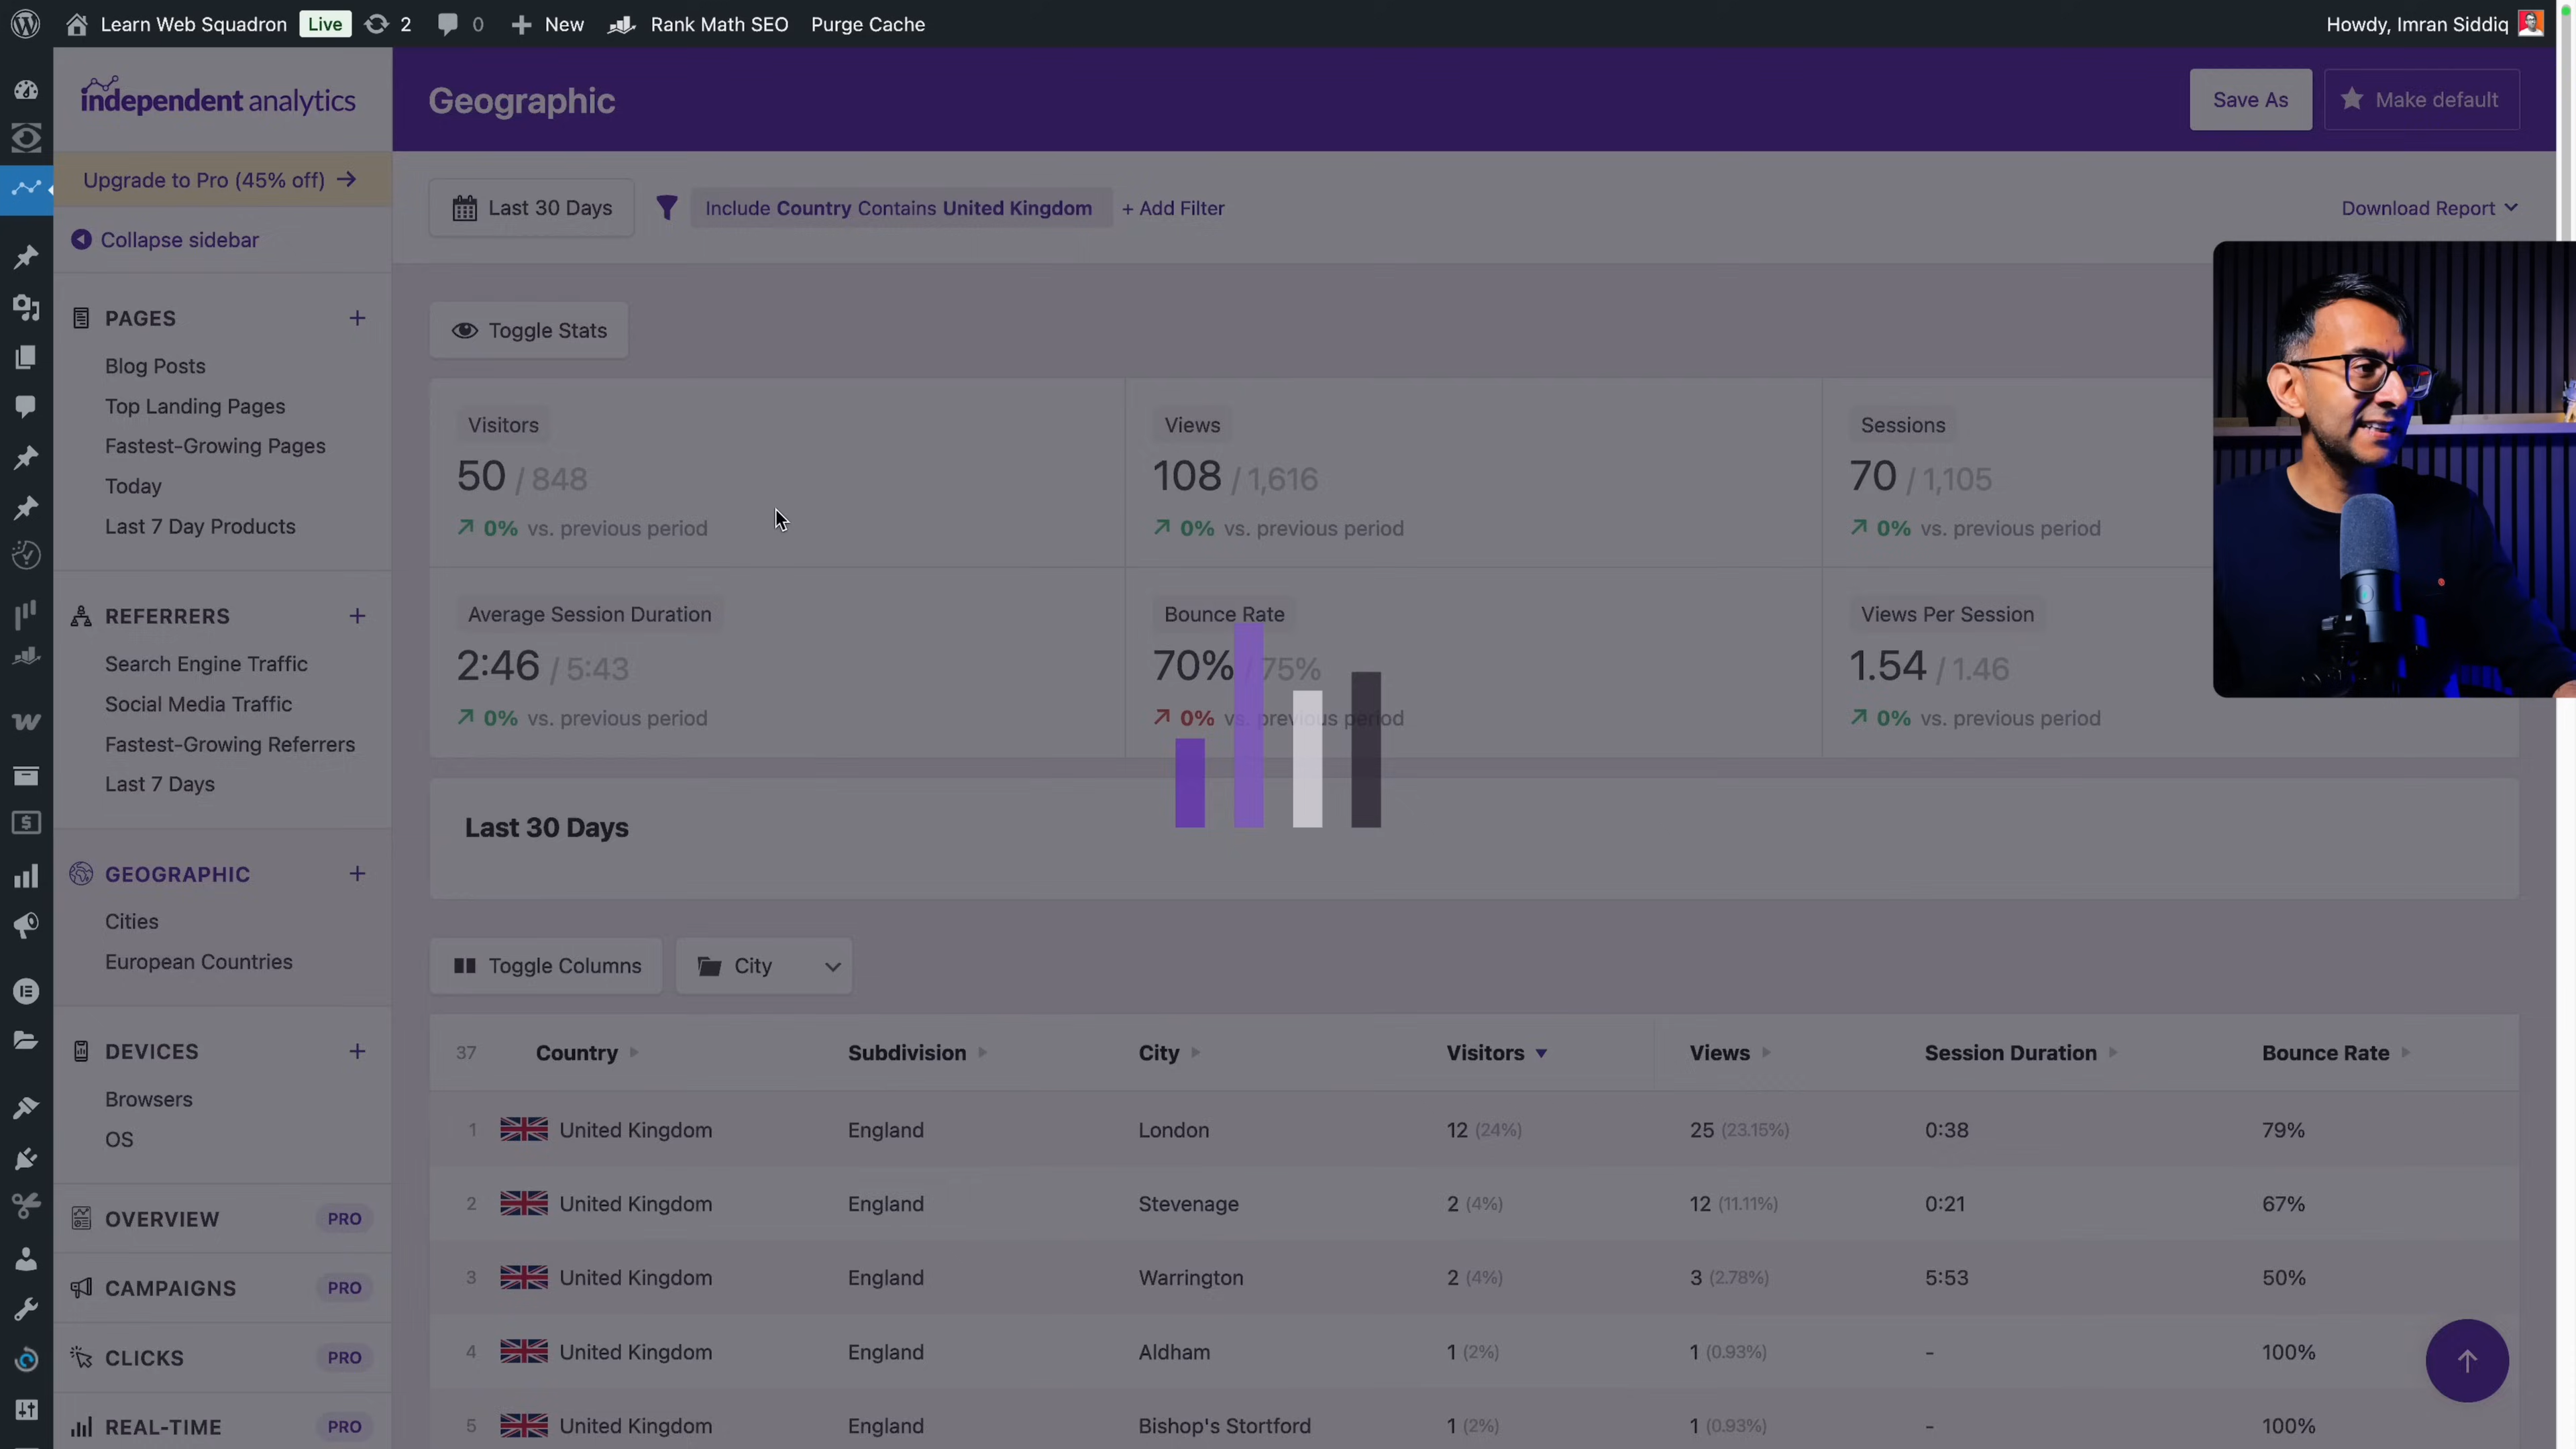 Learn Web Squadron Live 2 0 New Rank Math SEO Purge Cache Howdy, Imran Siddiq
independent analytics
Upgrade to Pro (45% off) →
Collapse sidebar
PAGES +
Blog Posts
Top Landing Pages
Fastest-Growing Pages
Today
Last 7 Day Products
REFERRERS +
Search Engine Traffic
Social Media Traffic
Fastest-Growing Referrers
Last 7 Days
GEOGRAPHIC +
Cities
European Countries
DEVICES +
Browsers
OS
OVERVIEW PRO
CAMPAIGNS PRO
CLICKS PRO
REAL-TIME PRO
Geographic Save As Make default
Last 30 Days Include Country Contains United Kingdom + Add Filter Download Report
Toggle Stats
Visitors Views Sessions
50 / 848 108 / 1,616 70 / 1,105
0% vs. previous period 0% vs. previous period 0% vs. previous period
Average Session Duration Bounce Rate Views Per Session
2:46 / 5:43 70% / 75% 1.54 / 1.46
0% vs. previous period 0% vs. previous period 0% vs. previous period
Last 30 Days
Toggle Columns City
37 Country Subdivision City Visitors Views Session Duration Bounce Rate
1 United Kingdom England London 12 (24%) 25 (23.15%) 0:38 79%
2 United Kingdom England Stevenage 2 (4%) 12 (11.11%) 0:21 67%
3 United Kingdom England Warrington 2 (4%) 3 (2.78%) 5:53 50%
4 United Kingdom England Aldham 1 (2%) 1 (0.93%) - 100%
5 United Kingdom England Bishop's Stortford 1 (2%) 1 (0.93%) - 100%